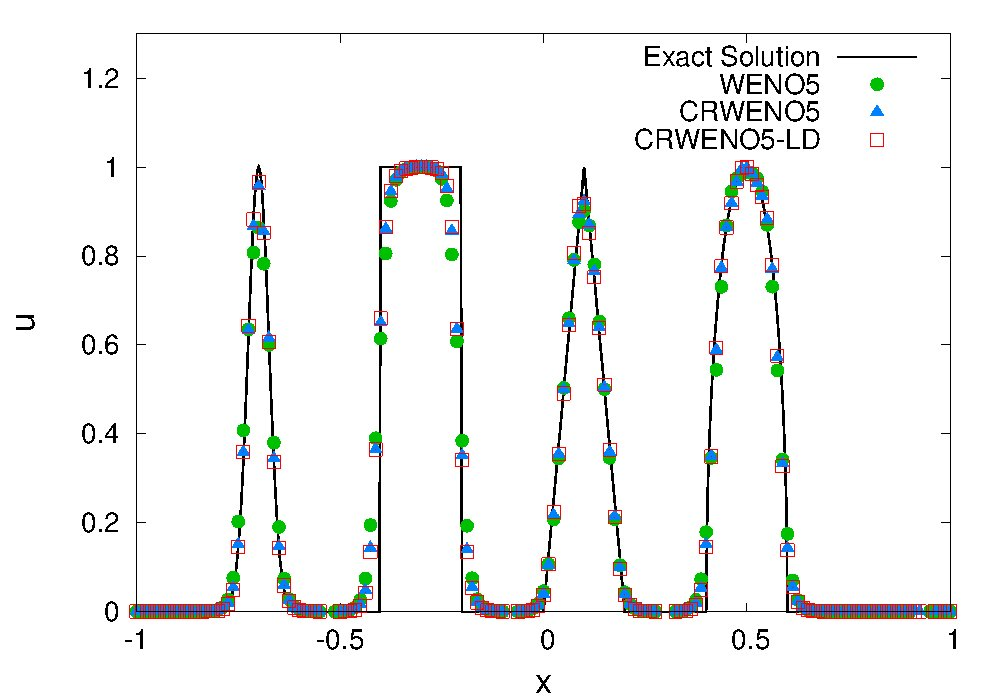 Exact Solution
WENO5
CRWENO5
CRWENO5-LD
1.2
1
0.8
0.6
0.4
0.2
0
u
-1 -0.5 0 0.5 1
x